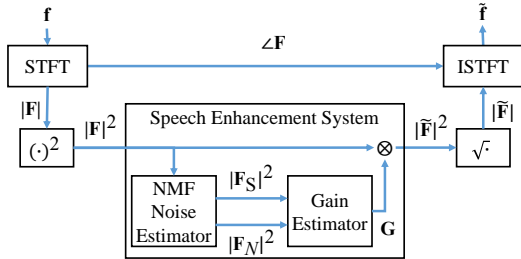 f
f̃
STFT
∠F
ISTFT
|F|
|F̃|
(·)²
|F|²
Speech Enhancement System
⊗
|F̃|²
√·
NMF
Noise
Estimator
|F_S|²
|F_N|²
Gain
Estimator
G